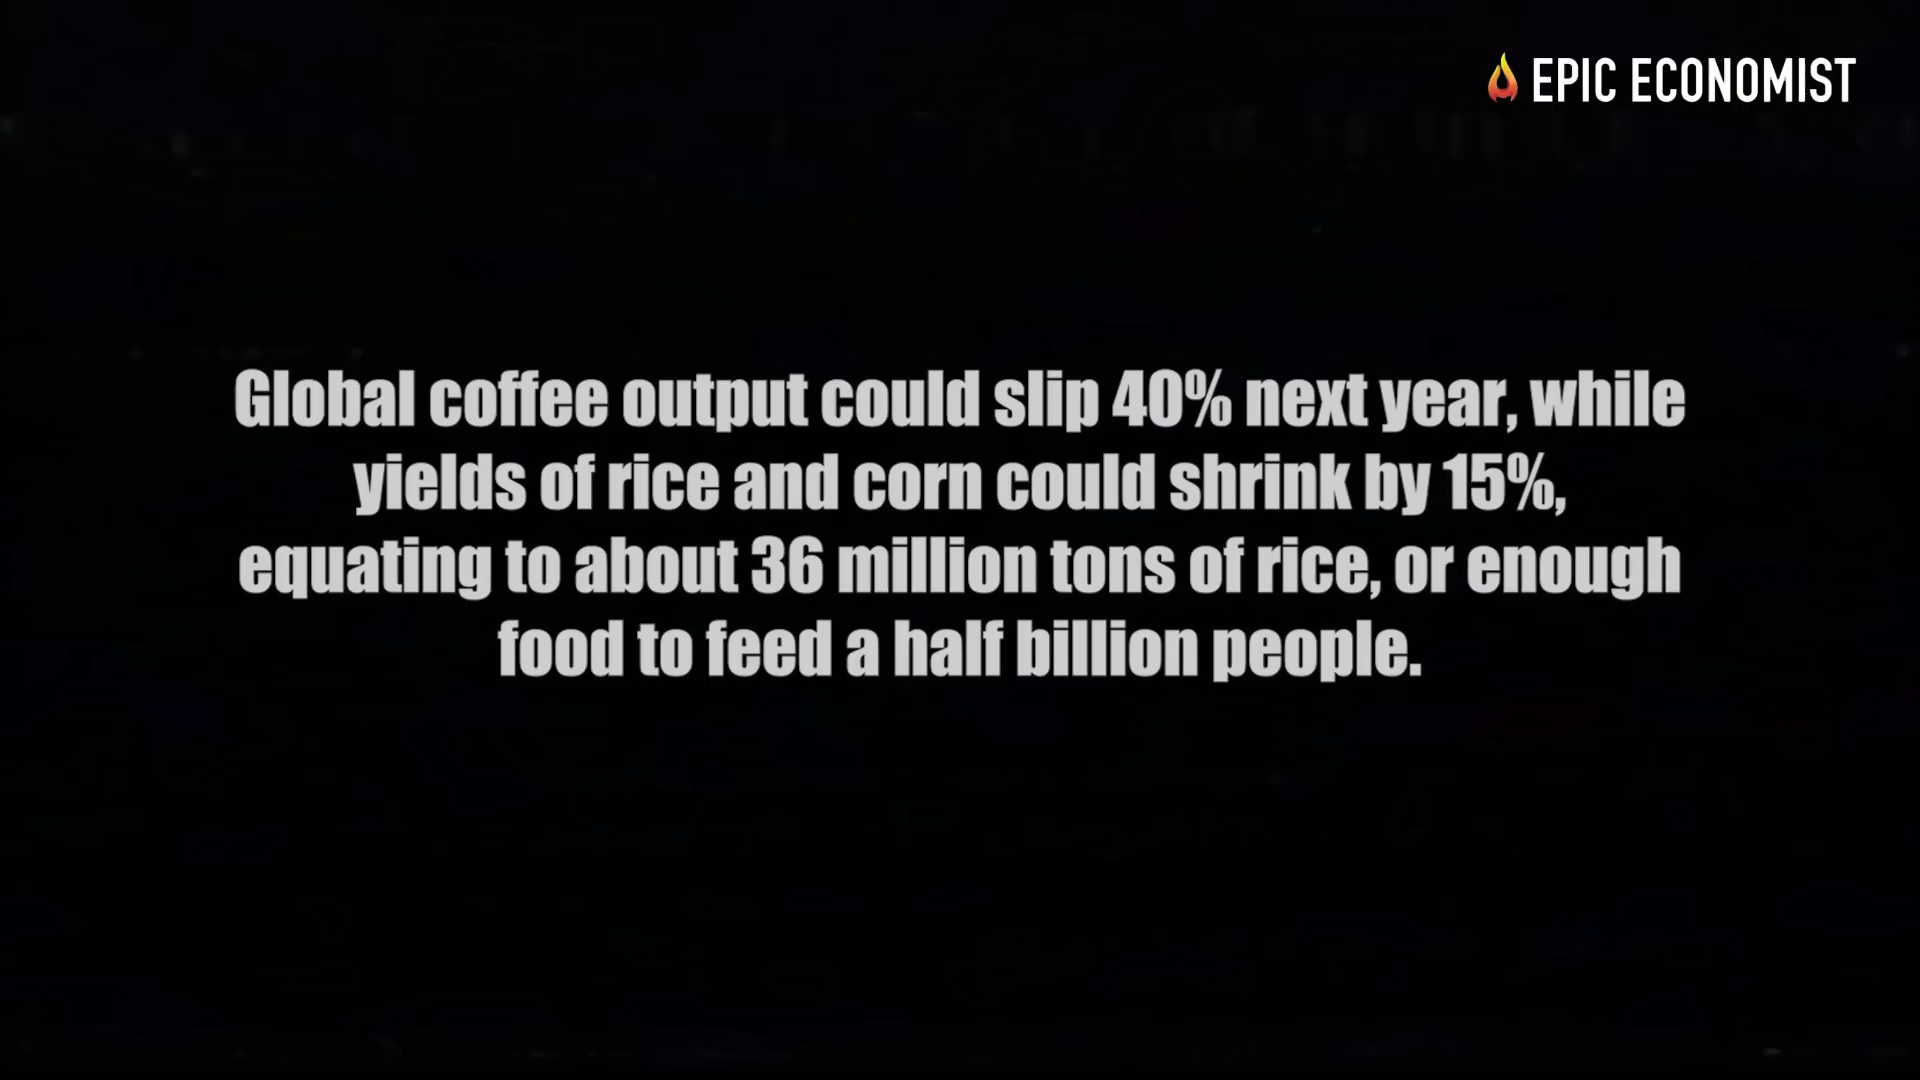 EPIC ECONOMIST
Global coffee output could slip 40% next year, while
yields of rice and corn could shrink by 15%,
equating to about 36 million tons of rice, or enough
food to feed a half billion people.